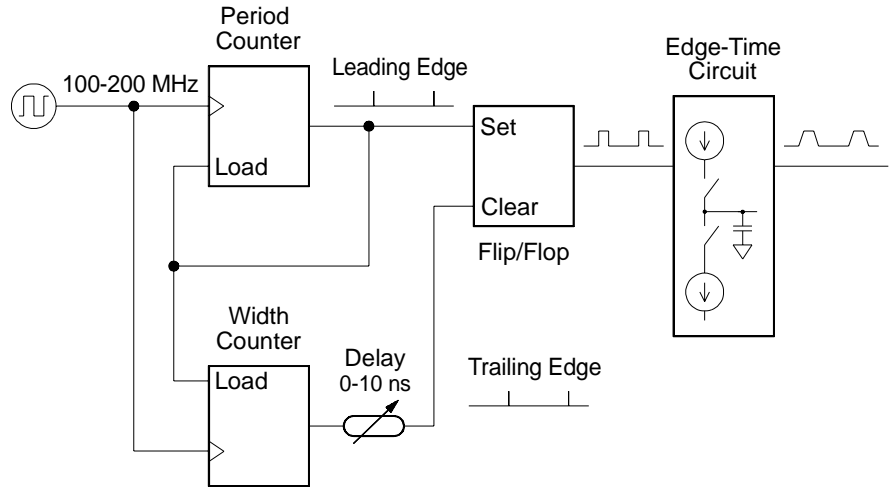 Period
Counter
Edge-Time
Circuit
100-200 MHz
Leading Edge
Set
Load
Clear
Flip/Flop
Width
Counter
Load
Delay
0-10 ns
Trailing Edge